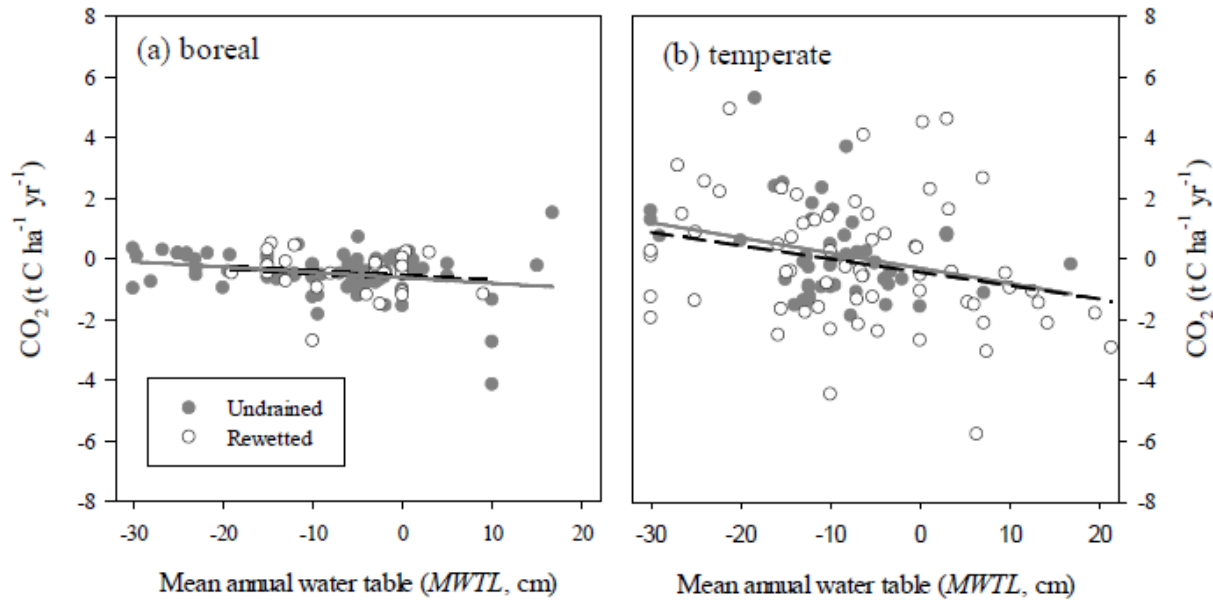 (a) boreal
8
6
4
2
0
-2
-4
-6
-8
CO2 (t C ha-1 yr-1)
Undrained
Rewetted
-30 -20 -10 0 10 20
Mean annual water table (MWTL, cm)
(b) temperate
8
6
4
2
0
-2
-4
-6
-8
CO2 (t C ha-1 yr-1)
-30 -20 -10 0 10 20
Mean annual water table (MWTL, cm)